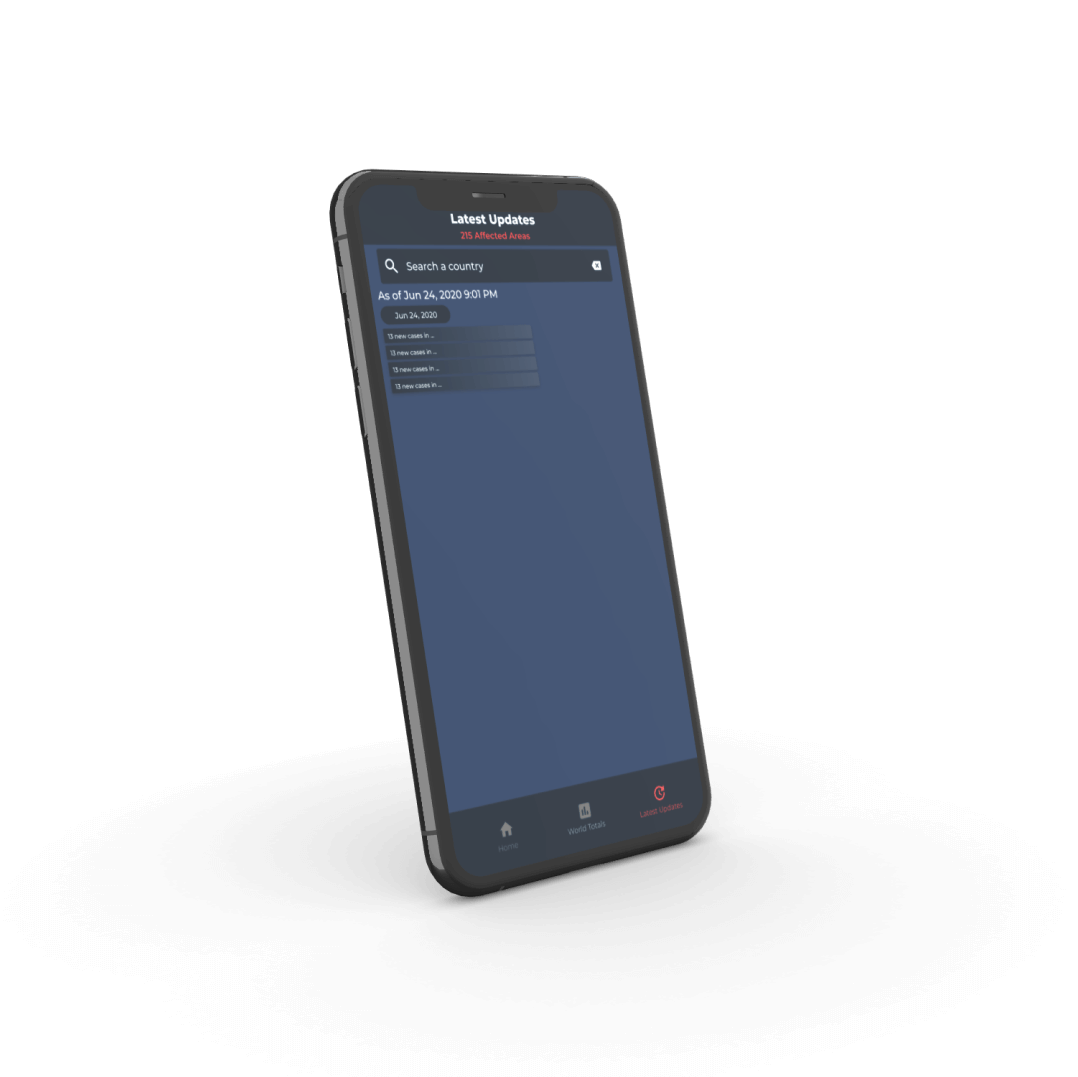 Latest Updates
215 Affected Areas
Search a country
As of Jun 24, 2020 9:01 PM
Jun 24, 2020
13 new cases in ...
13 new cases in ...
13 new cases in ...
13 new cases in ...
Home
World Totals
Latest Updates